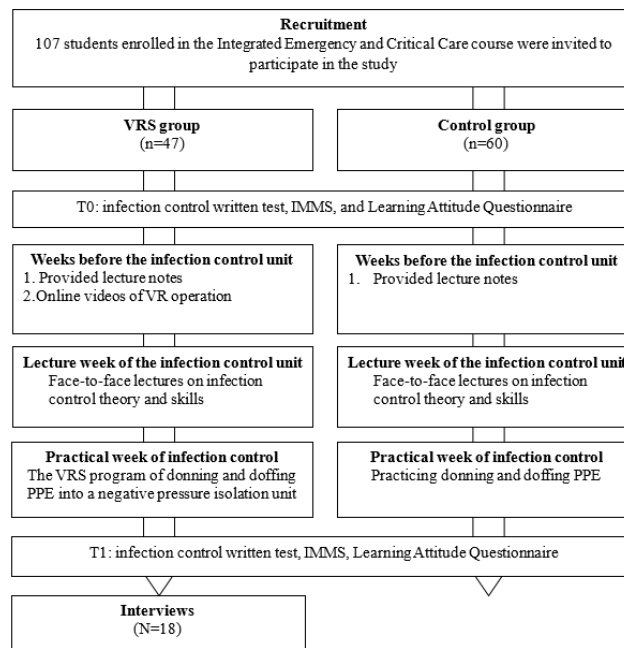 Recruitment
107 students enrolled in the Integrated Emergency and Critical Care course were invited to
participate in the study
VRS group
(n=47)
Control group
(n=60)
T0: infection control written test, IMMS, and Learning Attitude Questionnaire
Weeks before the infection control unit
1. Provided lecture notes
2.Online videos of VR operation
Weeks before the infection control unit
1. Provided lecture notes
Lecture week of the infection control unit
Face-to-face lectures on infection
control theory and skills
Lecture week of the infection control unit
Face-to-face lectures on infection
control theory and skills
Practical week of infection control
The VRS program of donning and doffing
PPE into a negative pressure isolation unit
Practical week of infection control
Practicing donning and doffing PPE
T1: infection control written test, IMMS, Learning Attitude Questionnaire
Interviews
(N=18)